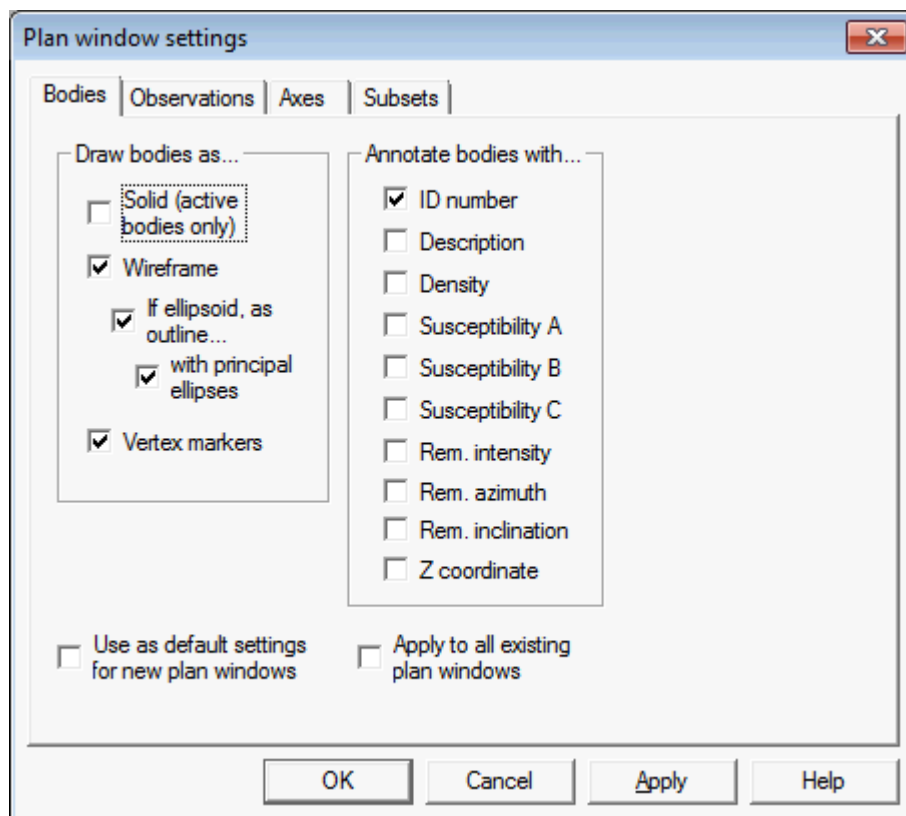 Plan window settings
Bodies
Observations
Axes
Subsets
Draw bodies as...
Solid (active
bodies only)
Wireframe
If ellipsoid, as
outline...
with principal
ellipses
Vertex markers
Annotate bodies with...
ID number
Description
Density
Susceptibility A
Susceptibility B
Susceptibility C
Rem. intensity
Rem. azimuth
Rem. inclination
Z coordinate
Use as default settings
for new plan windows
Apply to all existing
plan windows
OK
Cancel
Apply
Help